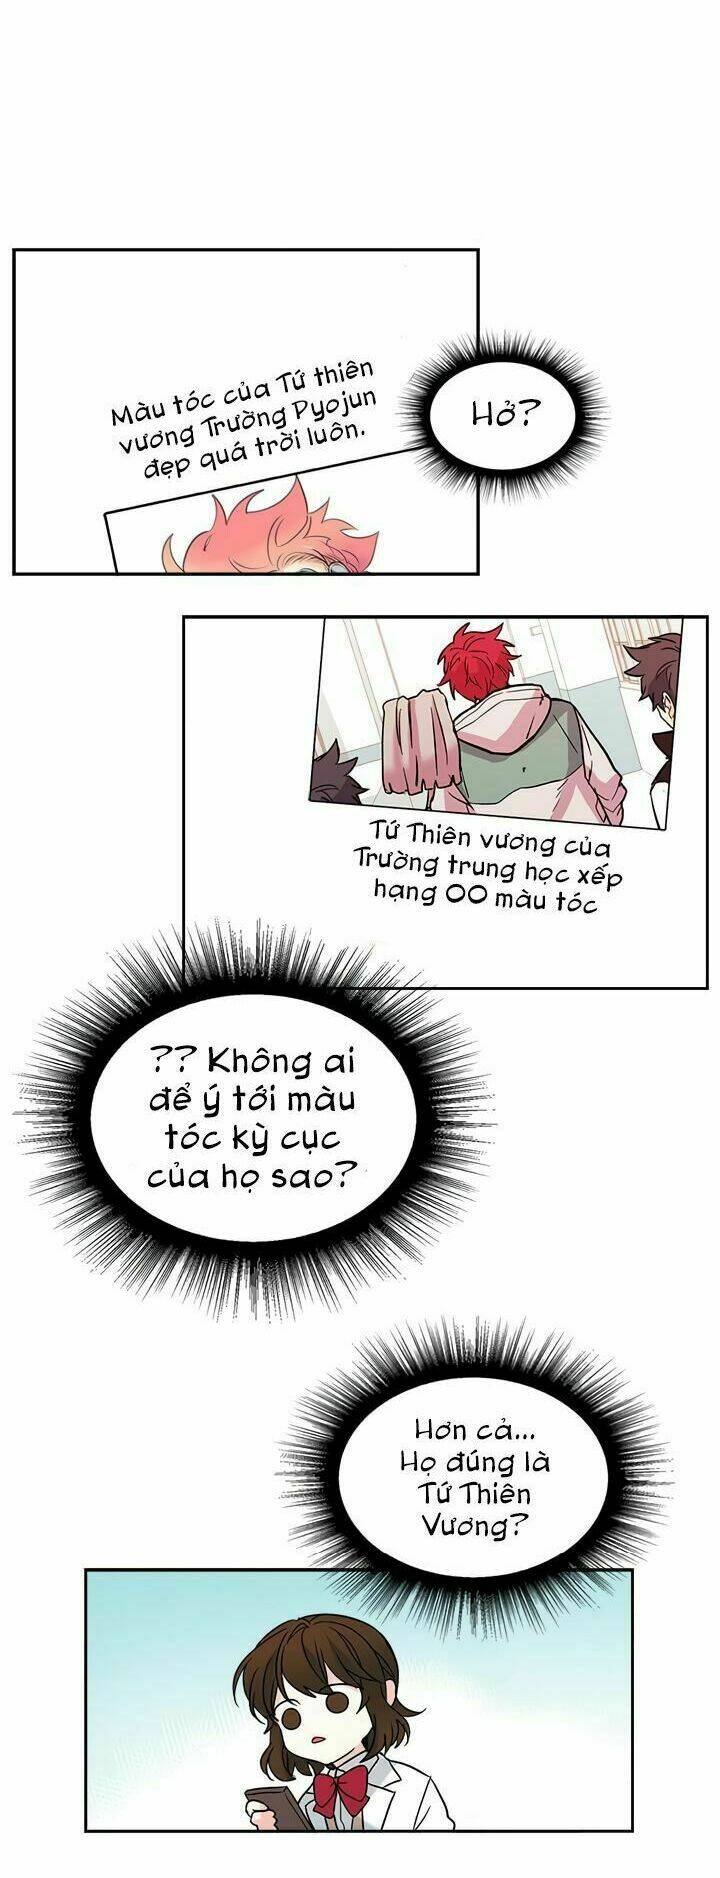 Màu tóc của Tứ thiên
vương Trường Pyojun
đẹp quá trời luôn.
Hở?
Tứ Thiên vương của
Trường trung học xếp
hạng OO màu tóc
?? Không ai
để ý tới màu
tóc kỳ cục
của họ sao?
Hơn cả...
Họ đúng là
Tứ Thiên
Vương?